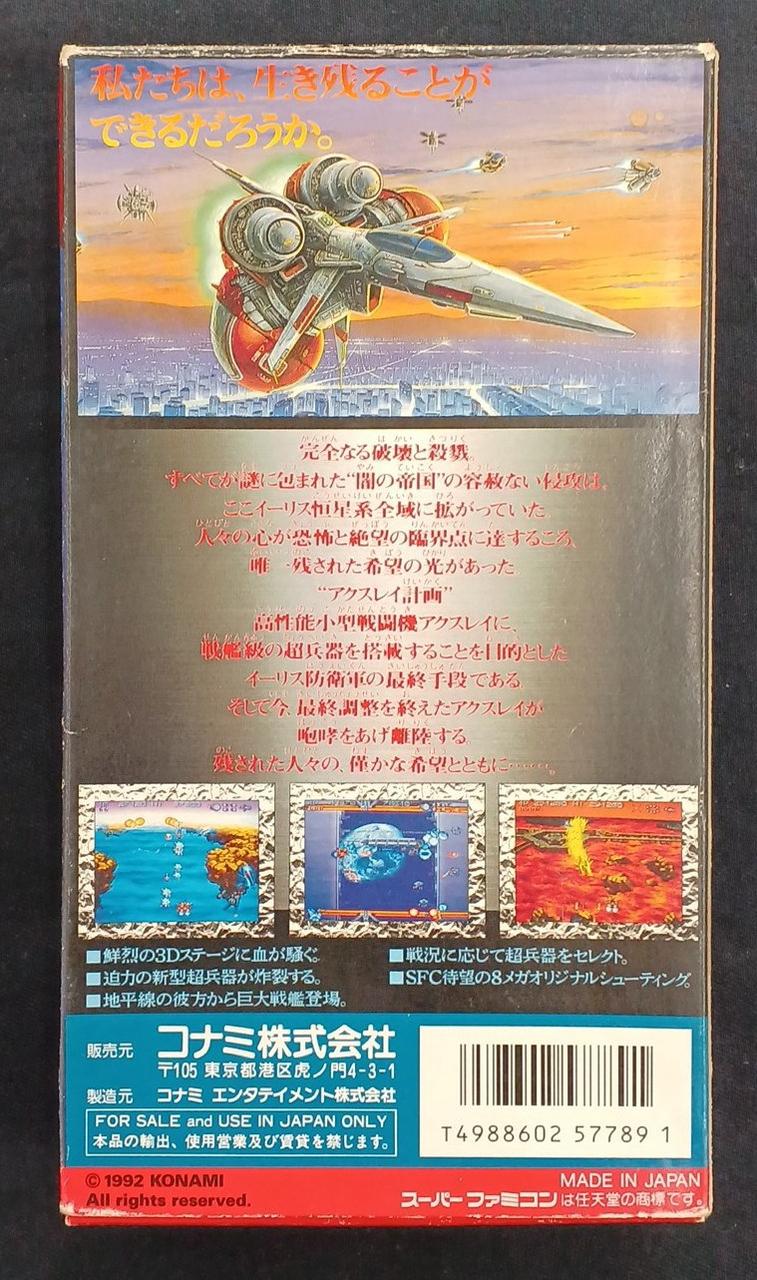 私たちは、生き残ることが
できるだろうか。
完全なる破壊と殺戮。
すべてが謎に包まれた“闇の帝国”の容赦ない侵攻は、
ここイーリス恒星系全域に拡がっていた。
人々の心が恐怖と絶望の臨界点に達するころ、
唯一残された希望の光があった。
“アクスレイ計画”
高性能小型戦闘機アクスレイに、
戦艦級の超兵器を搭載することを目的とした
イーリス防衛軍の最終手段である。
そして今、最終調整を終えたアクスレイが
咆哮をあげ離陸する。
残された人々の、僅かな希望とともに……。
■鮮烈の3Dステージに血が騒ぐ。
■迫力の新型超兵器が炸裂する。
■地平線の彼方から巨大戦艦登場。
■戦況に応じて超兵器をセレクト。
■SFC待望の8メガオリジナルシューティング。
販売元 コナミ株式会社
〒105 東京都港区虎ノ門4-3-1
製造元 コナミ エンタテイメント株式会社
FOR SALE and USE IN JAPAN ONLY
本品の輸出、使用営業及び賃貸を禁じます。
T4988602 57789 1
© 1992 KONAMI
All rights reserved.
MADE IN JAPAN
スーパーファミコンは任天堂の商標です。